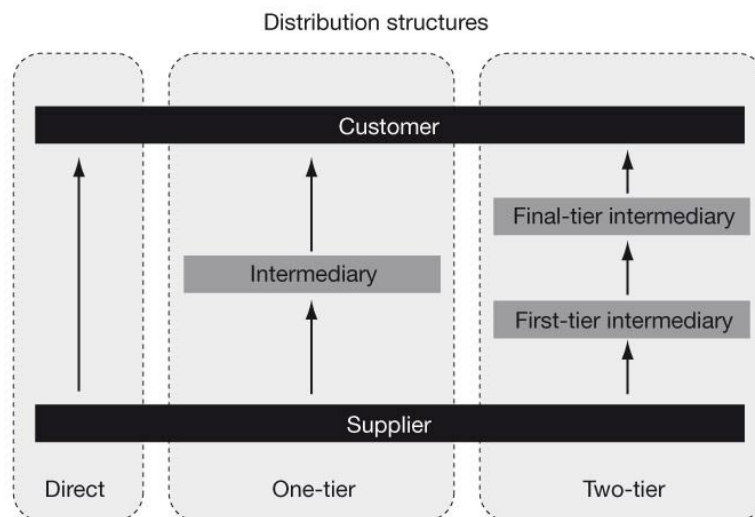 Distribution structures
Customer
Final-tier intermediary
Intermediary
First-tier intermediary
Supplier
Direct
One-tier
Two-tier